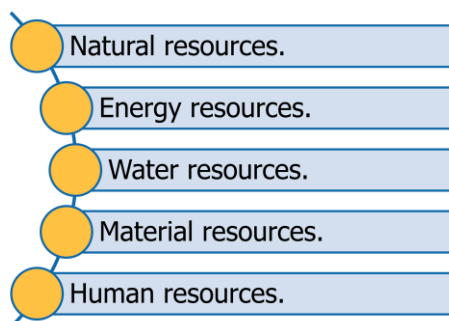 Natural resources.
Energy resources.
Water resources.
Material resources.
Human resources.